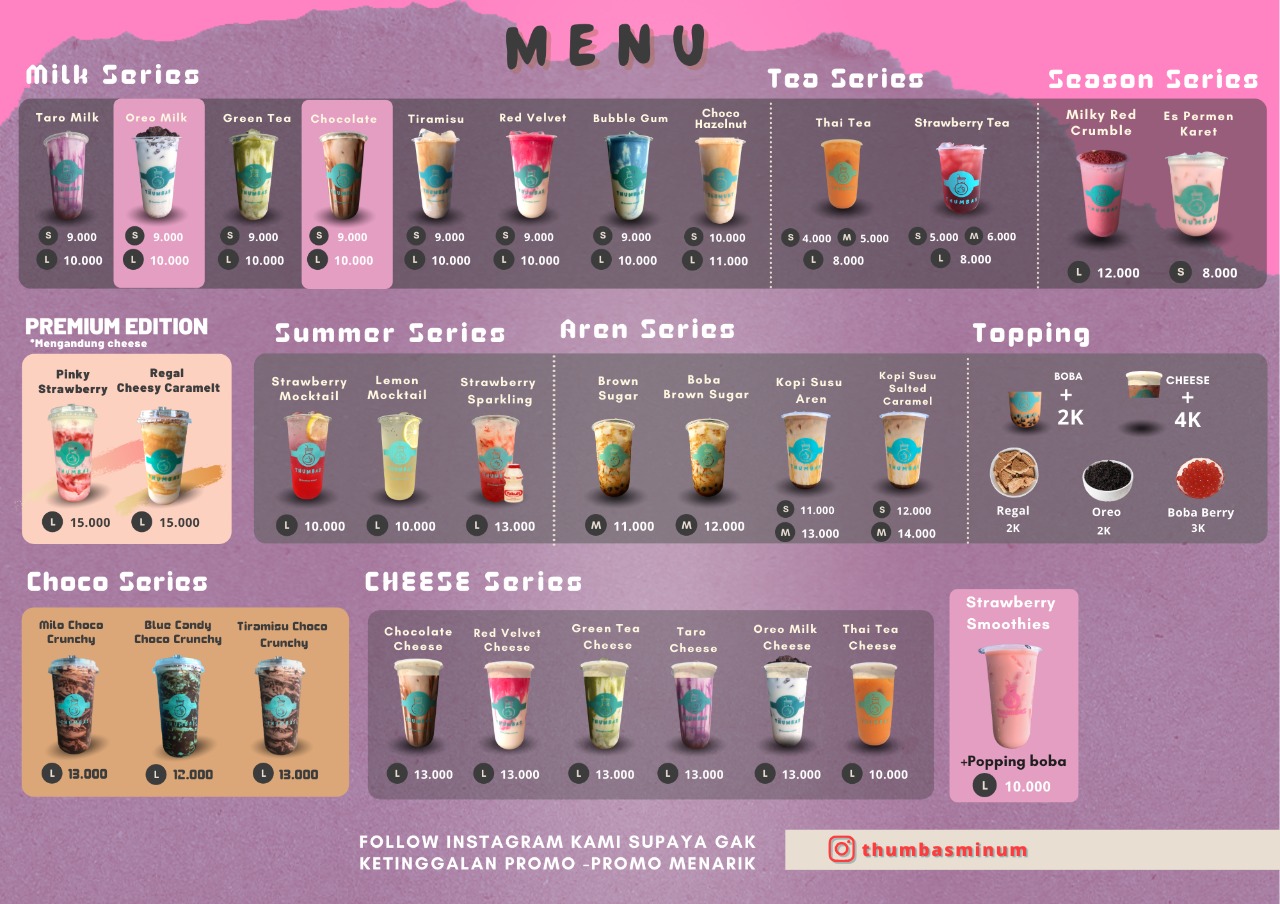 MENU
Milk Series
Taro Milk
S 9.000
L 10.000
Oreo Milk
S 9.000
L 10.000
Green Tea
S 9.000
L 10.000
Chocolate
S 9.000
L 10.000
Tiramisu
S 9.000
L 10.000
Red Velvet
S 9.000
L 10.000
Bubble Gum
S 9.000
L 10.000
Choco
Hazelnut
S 10.000
L 11.000
Tea Series
Thai Tea
S 4.000 M 5.000
L 8.000
Strawberry Tea
S 5.000 M 6.000
L 8.000
Season Series
Milky Red
Crumble
L 12.000
Es Permen
Karet
S 8.000
PREMIUM EDITION
*Mengandung cheese
Pinky
Strawberry
L 15.000
Regal
Cheesy Caramelt
L 15.000
Summer Series
Strawberry
Mocktail
L 10.000
Lemon
Mocktail
L 10.000
Strawberry
Sparkling
L 13.000
Aren Series
Brown
Sugar
M 11.000
Boba
Brown Sugar
M 12.000
Kopi Susu
Aren
S 11.000
M 13.000
Kopi Susu
Salted
Caramel
S 12.000
M 14.000
Topping
BOBA
+
2K
CHEESE
+
4K
Regal
2K
Oreo
2K
Boba Berry
3K
Choco Series
Milo Choco
Crunchy
L 13.000
Blue Candy
Choco Crunchy
L 12.000
Tiramisu Choco
Crunchy
L 13.000
CHEESE Series
Chocolate
Cheese
L 13.000
Red Velvet
Cheese
L 13.000
Green Tea
Cheese
L 13.000
Taro
Cheese
L 13.000
Oreo Milk
Cheese
L 13.000
Thai Tea
Cheese
L 10.000
Strawberry
Smoothies
+Popping boba
L 10.000
FOLLOW INSTAGRAM KAMI SUPAYA GAK
KETINGGALAN PROMO -PROMO MENARIK
thumbasminum